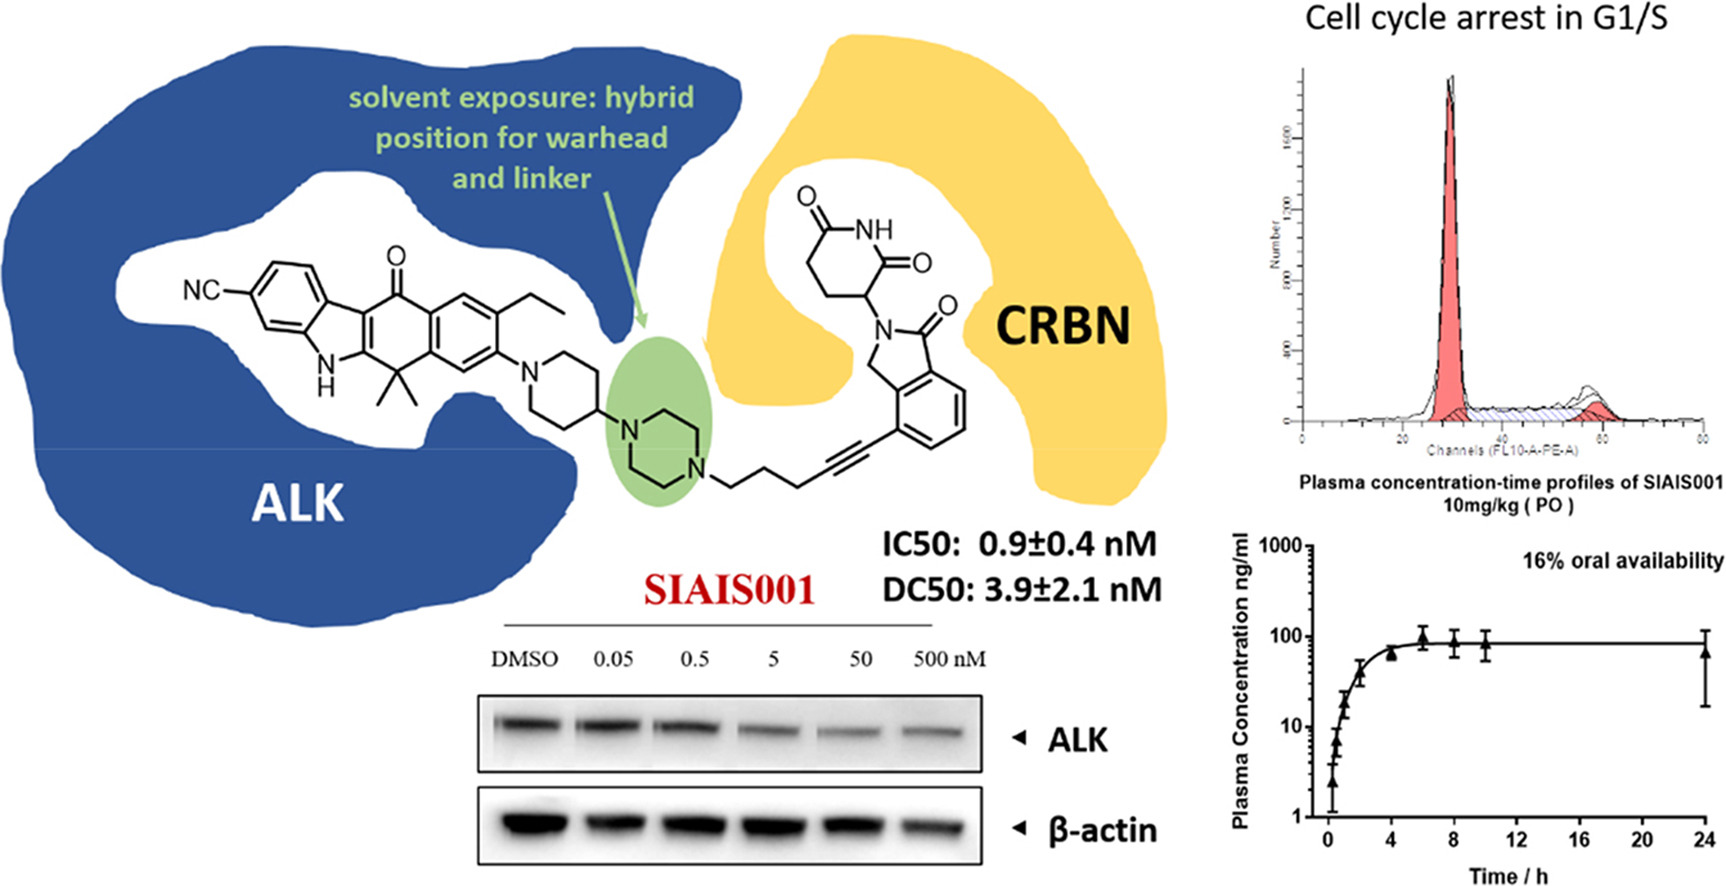 solvent exposure: hybrid
position for warhead
and linker
NC
O
N
H
N
N
N
O
NH
O
N
O
ALK
CRBN
IC50: 0.9±0.4 nM
DC50: 3.9±2.1 nM
SIAIS001
DMSO 0.05 0.5 5 50 500 nM
ALK
β-actin
Cell cycle arrest in G1/S
Number
1600
1200
800
400
0
0 20 40 60 80
Channels (FL10-A-PE-A)
Plasma concentration-time profiles of SIAIS001
10mg/kg ( PO )
16% oral availability
Plasma Concentration ng/ml
1000
100
10
1
0 4 8 12 16 20 24
Time / h